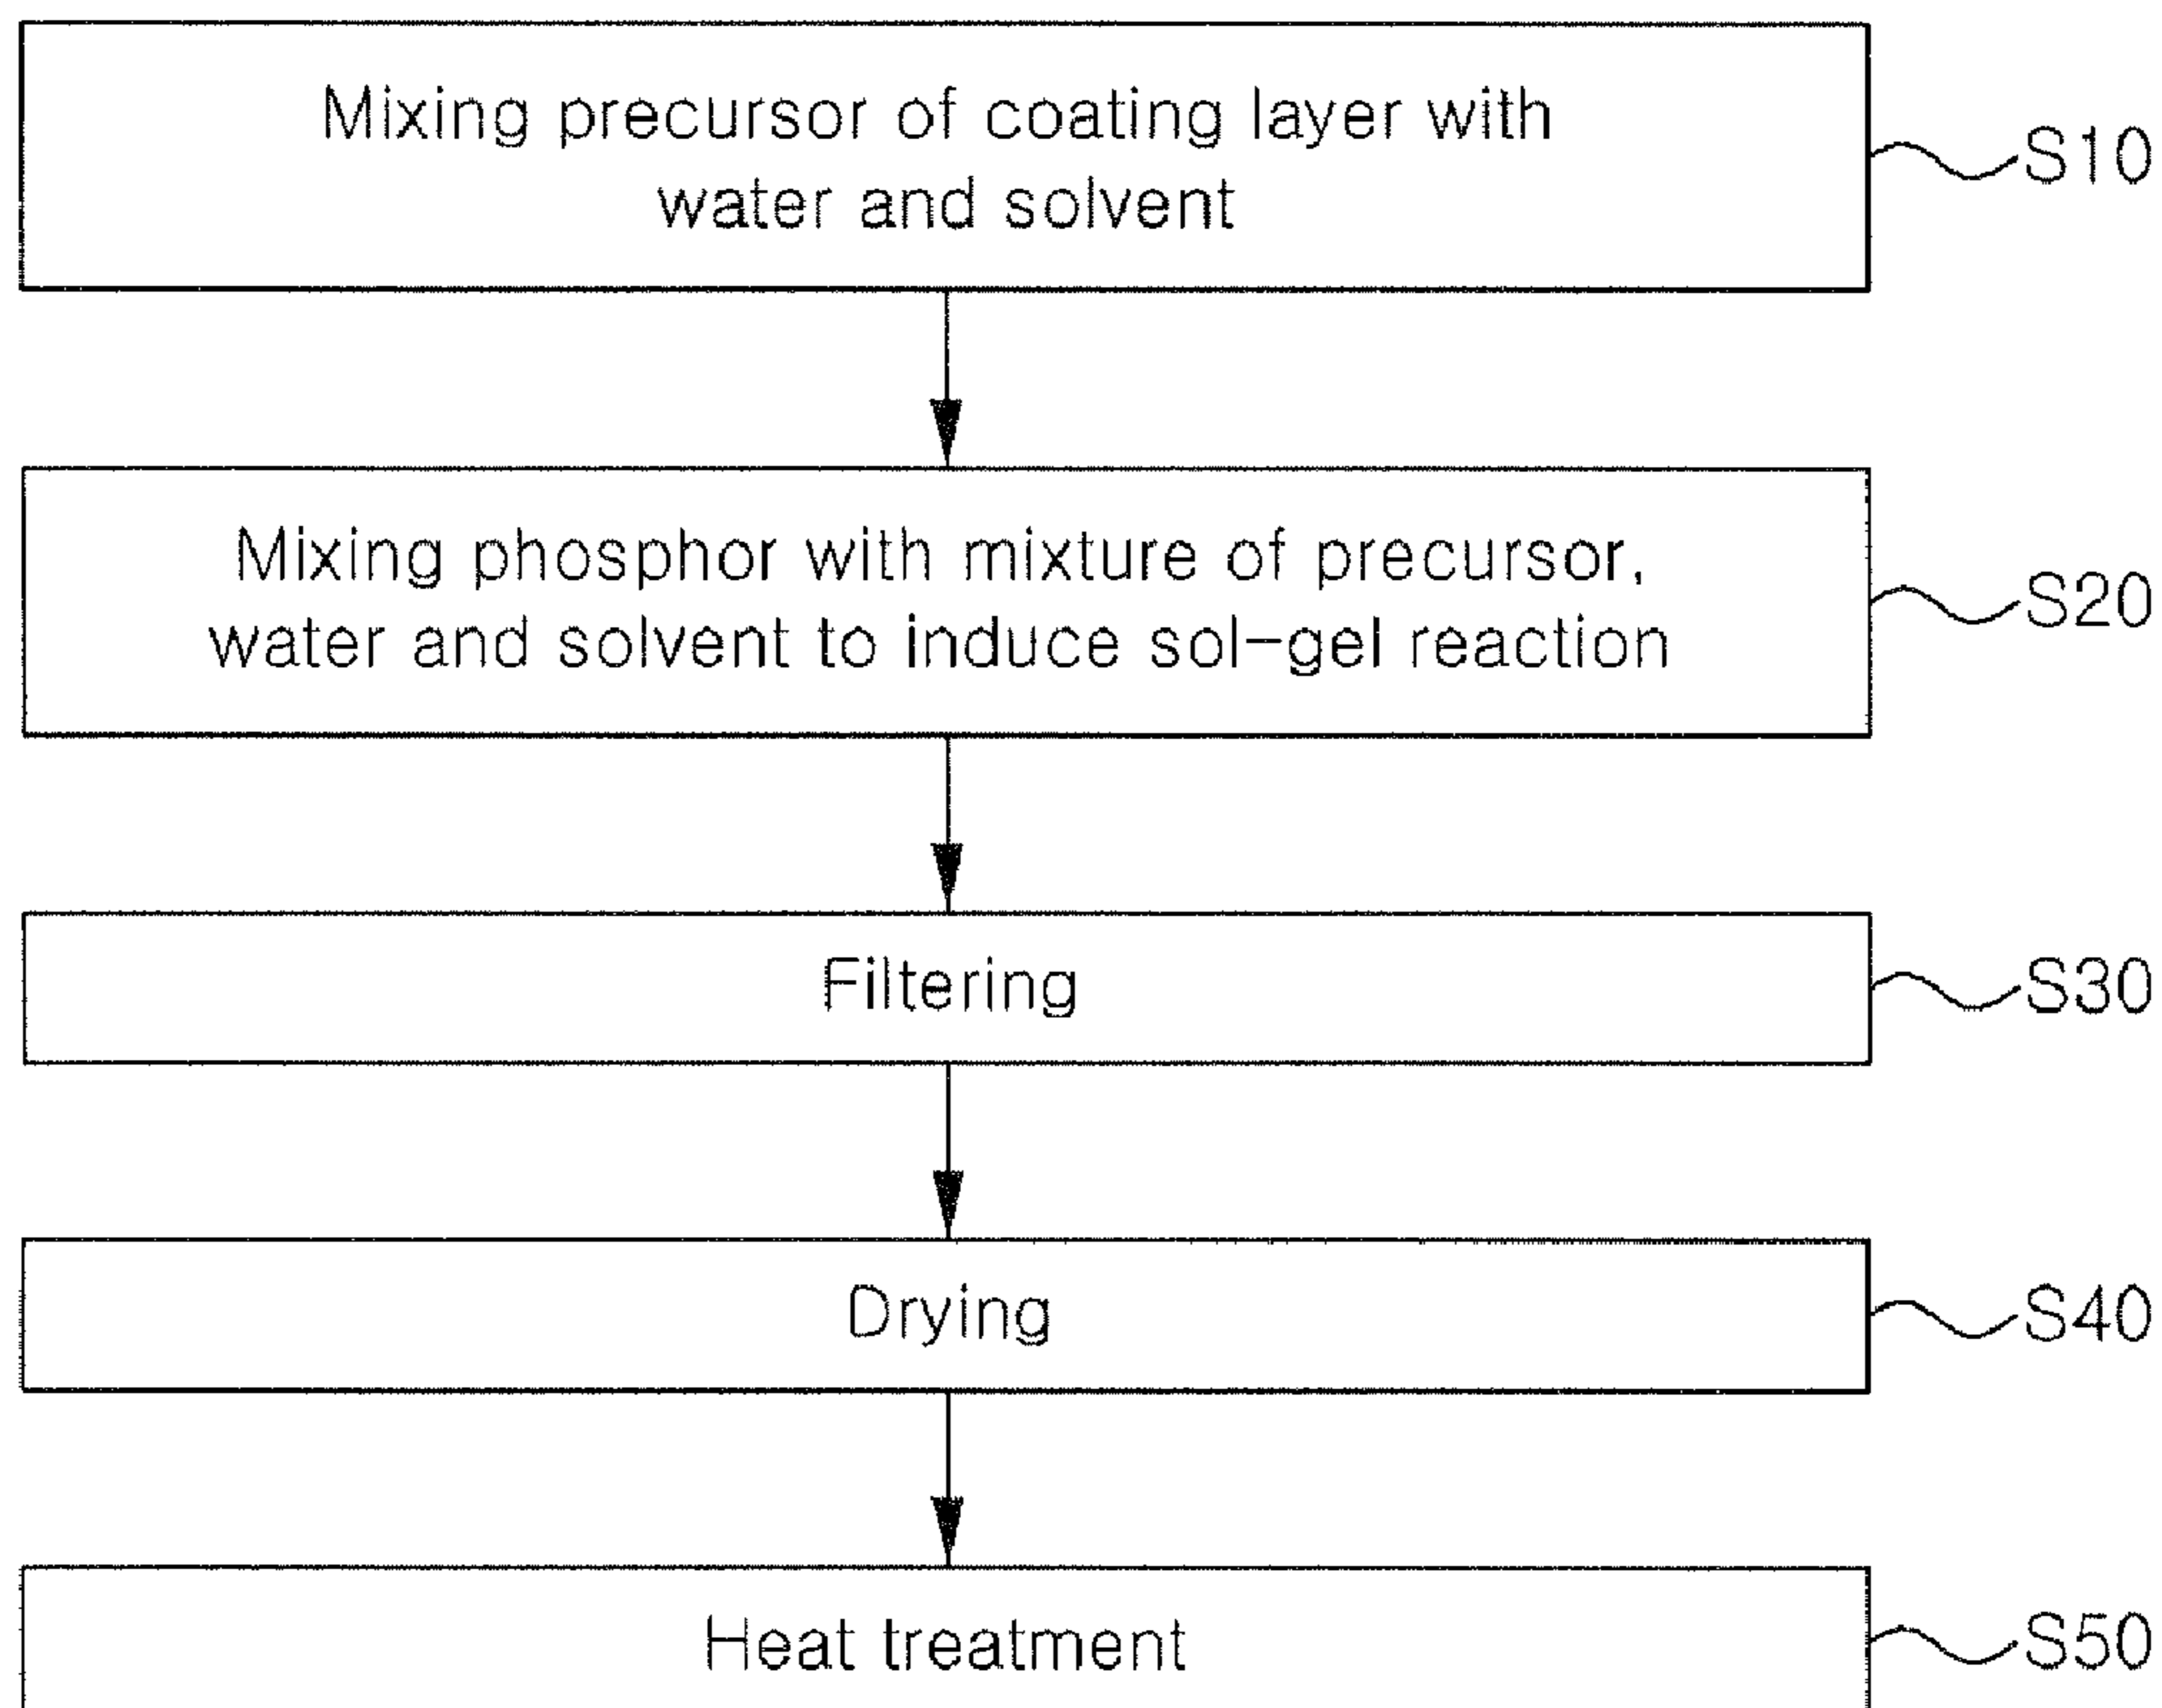 Mixing precursor of coating layer with
water and solvent
S10
Mixing phosphor with mixture of precursor,
water and solvent to induce sol-gel reaction
S20
Filtering
S30
Drying
S40
Heat treatment
S50